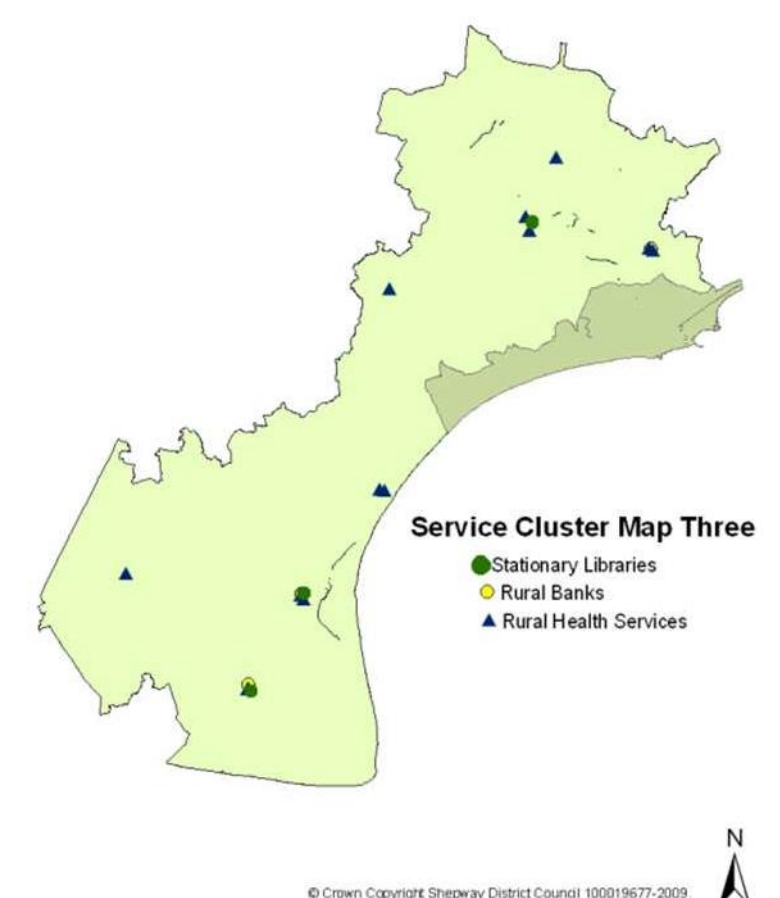 Service Cluster Map Three
Stationary Libraries
Rural Banks
Rural Health Services
N
© Crown Copyright Shepway District Council 100019677-2009.